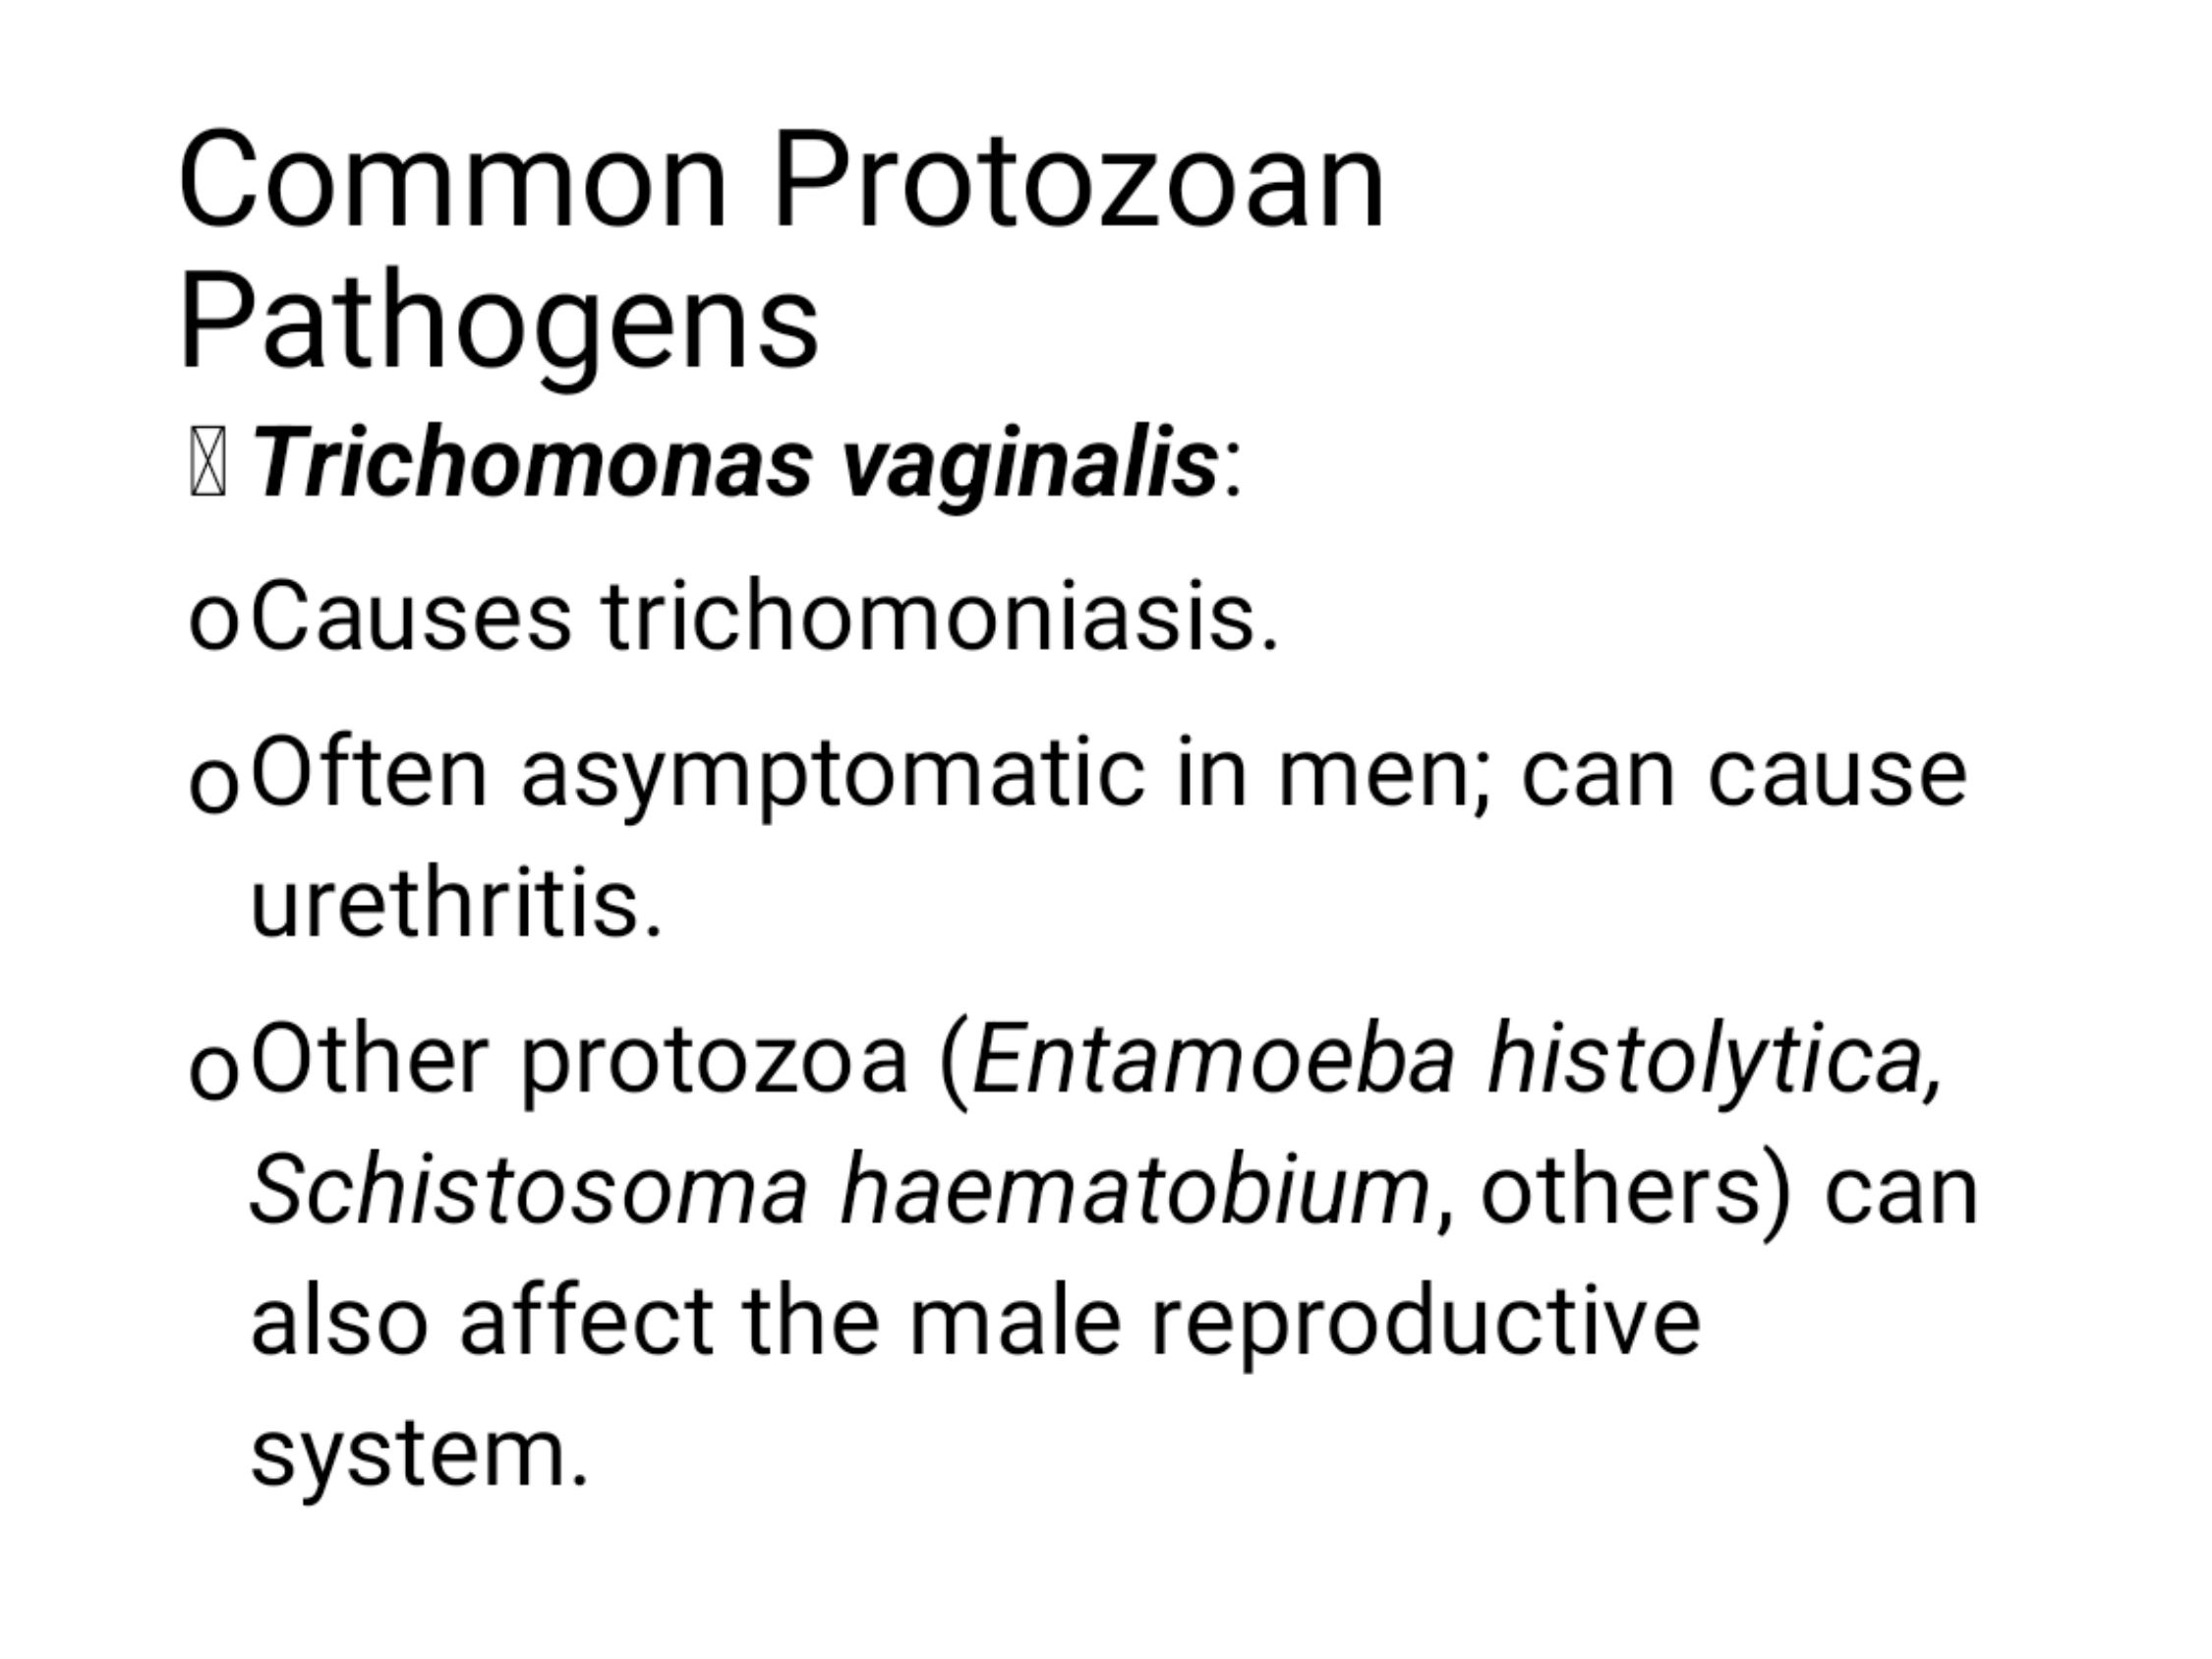 Common Protozoan
Pathogens
Trichomonas vaginalis:
o Causes trichomoniasis.
o Often asymptomatic in men; can cause
urethritis.
o Other protozoa (Entamoeba histolytica,
Schistosoma haematobium, others) can
also affect the male reproductive
system.